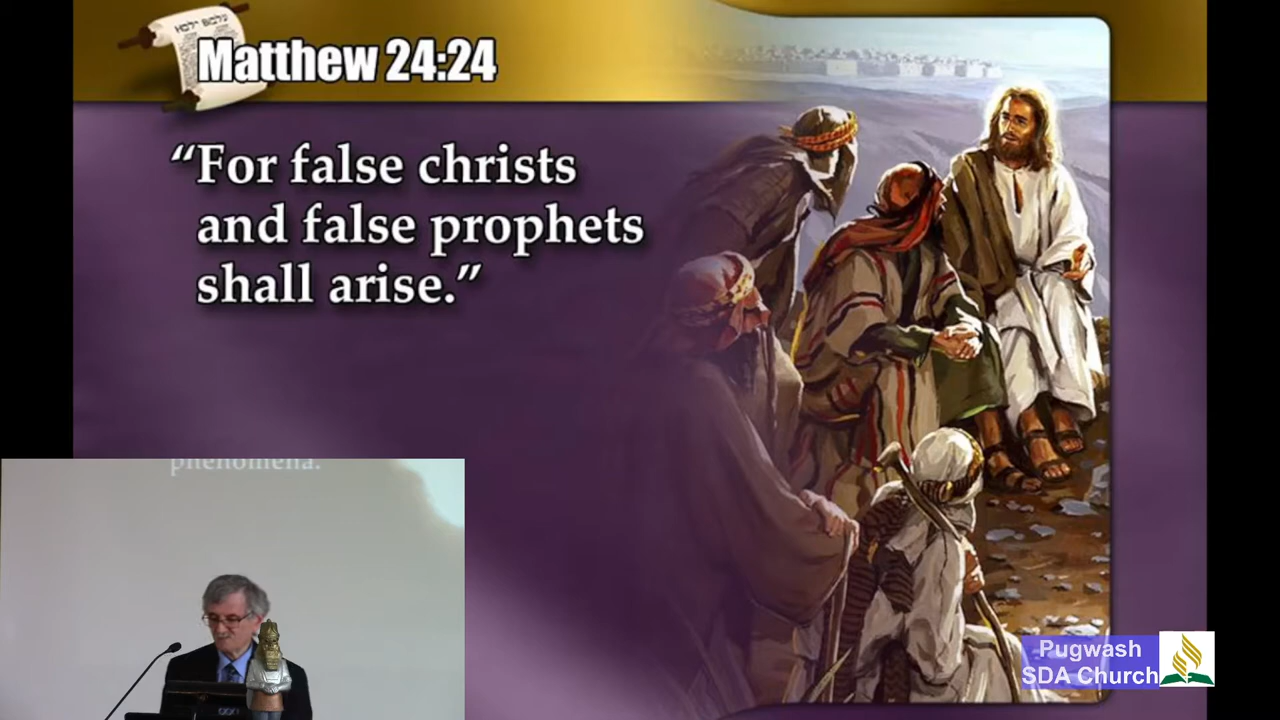 Matthew 24:24
“For false christs
and false prophets
shall arise.”
phenomena.
Pugwash
SDA Church